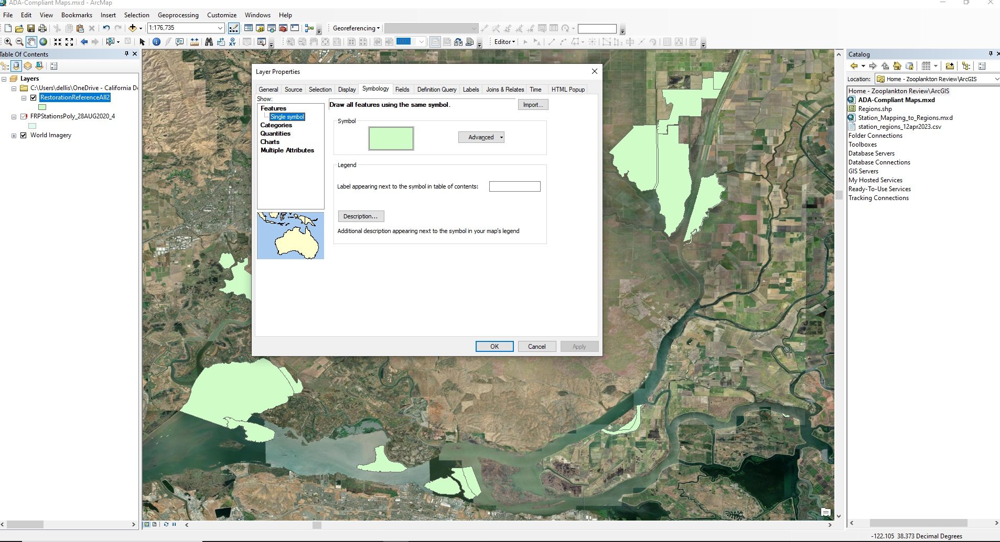 ADA-Compliant Maps.mxd - ArcMap
File Edit View Bookmarks Insert Selection Geoprocessing Customize Windows Help
1:176,735
Georeferencing
100%
Editor
Table Of Contents
Layers
C:\Users\dellis\OneDrive - California De
RestorationReferenceAll2
FRPStationsPoly_28AUG2020_4
World Imagery
Layer Properties
General Source Selection Display Symbology Fields Definition Query Labels Joins & Relates Time HTML Popup
Show:
Features
Single symbol
Categories
Quantities
Charts
Multiple Attributes
Draw all features using the same symbol.
Import...
Symbol
Advanced
Legend
Label appearing next to the symbol in table of contents:
Description...
Additional description appearing next to the symbol in your map's legend
OK Cancel Apply
Catalog
Location: Home - Zooplankton Review\ArcGIS
Home - Zooplankton Review\ArcGIS
ADA-Compliant Maps.mxd
Regions.shp
Station_Mapping_to_Regions.mxd
station_regions_12apr2023.csv
Folder Connections
Toolboxes
Database Servers
Database Connections
GIS Servers
My Hosted Services
Ready-To-Use Services
Tracking Connections
-122.105 38.373 Decimal Degrees